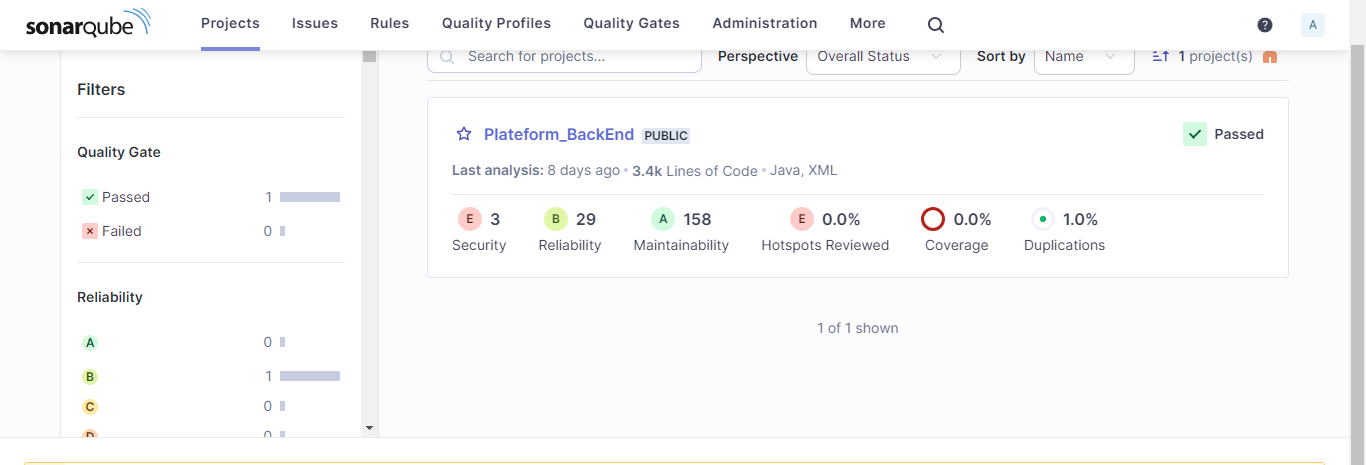 sonarqube Projects Issues Rules Quality Profiles Quality Gates Administration More ? A
Search for projects... Perspective Overall Status Sort by Name 1 project(s)
Filters
Quality Gate
Passed 1
Failed 0
Reliability
A 0
B 1
C 0
D 0
Plateform_BackEnd PUBLIC Passed
Last analysis: 8 days ago • 3.4k Lines of Code • Java, XML
E 3 B 29 A 158 E 0.0% 0.0% 1.0%
Security Reliability Maintainability Hotspots Reviewed Coverage Duplications
1 of 1 shown